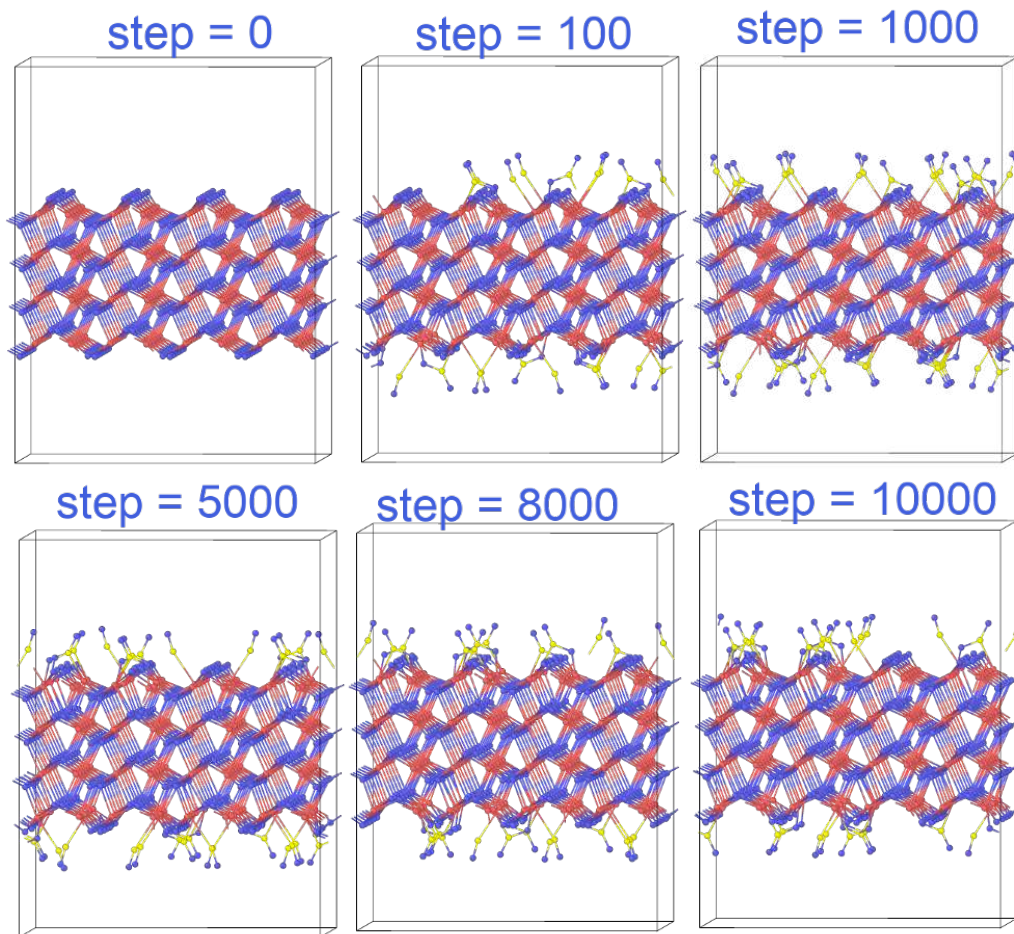 step = 0
step = 100
step = 1000
step = 5000
step = 8000
step = 10000